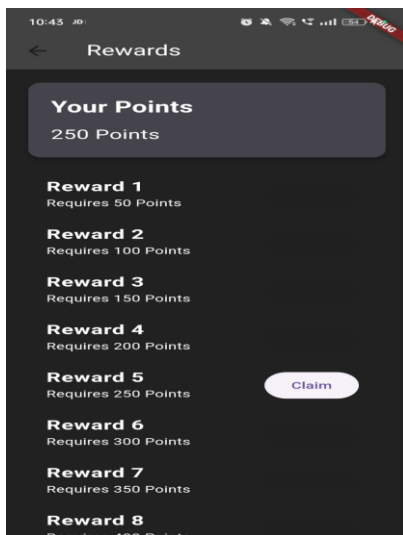 10:43 JD
54
DEBUG
Rewards
Your Points
250 Points
Reward 1
Requires 50 Points
Reward 2
Requires 100 Points
Reward 3
Requires 150 Points
Reward 4
Requires 200 Points
Reward 5
Requires 250 Points
Claim
Reward 6
Requires 300 Points
Reward 7
Requires 350 Points
Reward 8